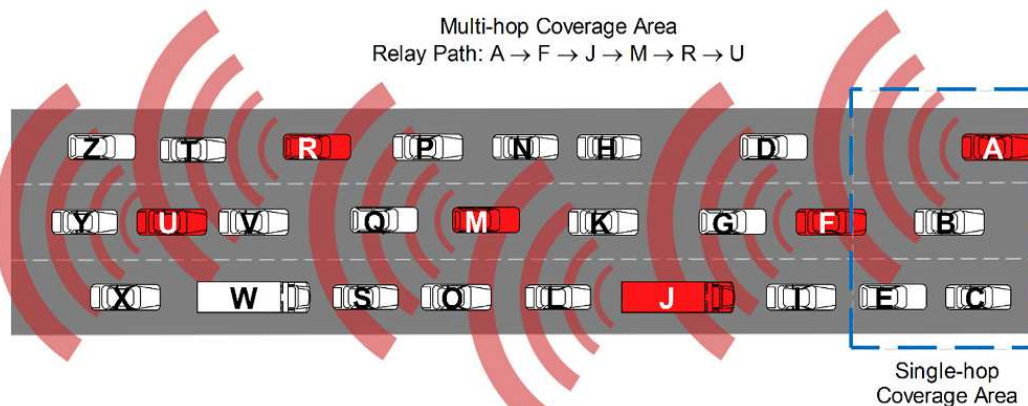 Multi-hop Coverage Area
Relay Path: A → F → J → M → R → U
Z T R P N H D A
Y U V Q M K G F B
X W S O L J I E C
Single-hop
Coverage Area